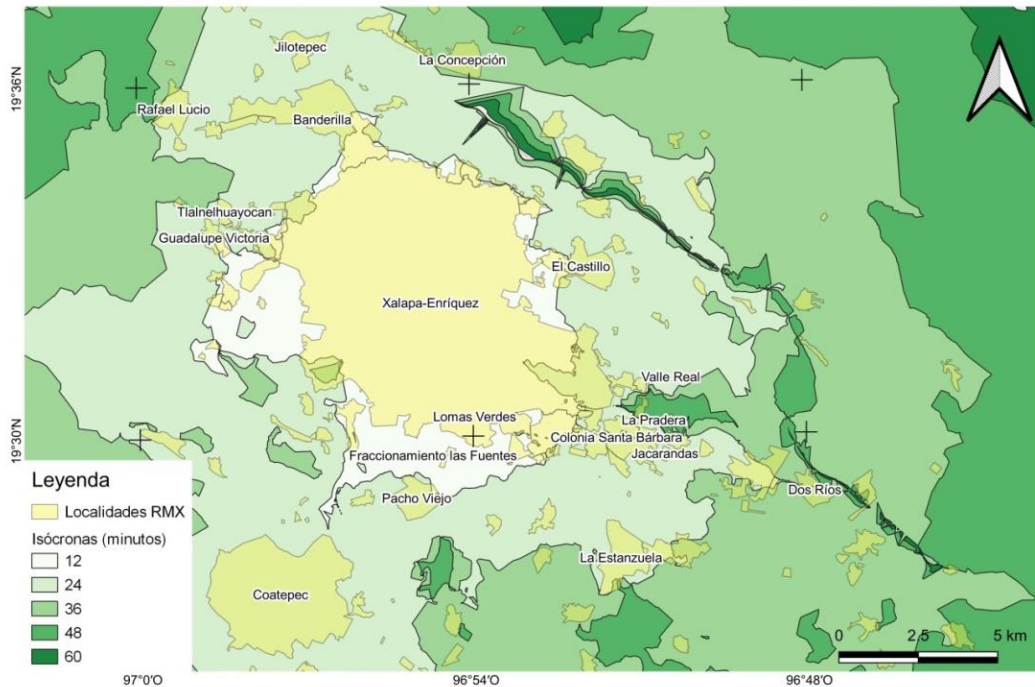 19°36'N
19°30'N
Jilotepec
La Concepción
Rafael Lucio
Banderilla
Tlalnelhuayocan
Guadalupe Victoria
El Castillo
Xalapa-Enríquez
Valle Real
Lomas Verdes
La Pradera
Colonia Santa Bárbara
Fraccionamiento las Fuentes
Jacarandas
Pacho Viejo
Dos Ríos
La Estanzuela
Coatepec
Leyenda
Localidades RMX
Isócronas (minutos)
12
24
36
48
60
0 2.5 5 km
97°0'O 96°54'O 96°48'O